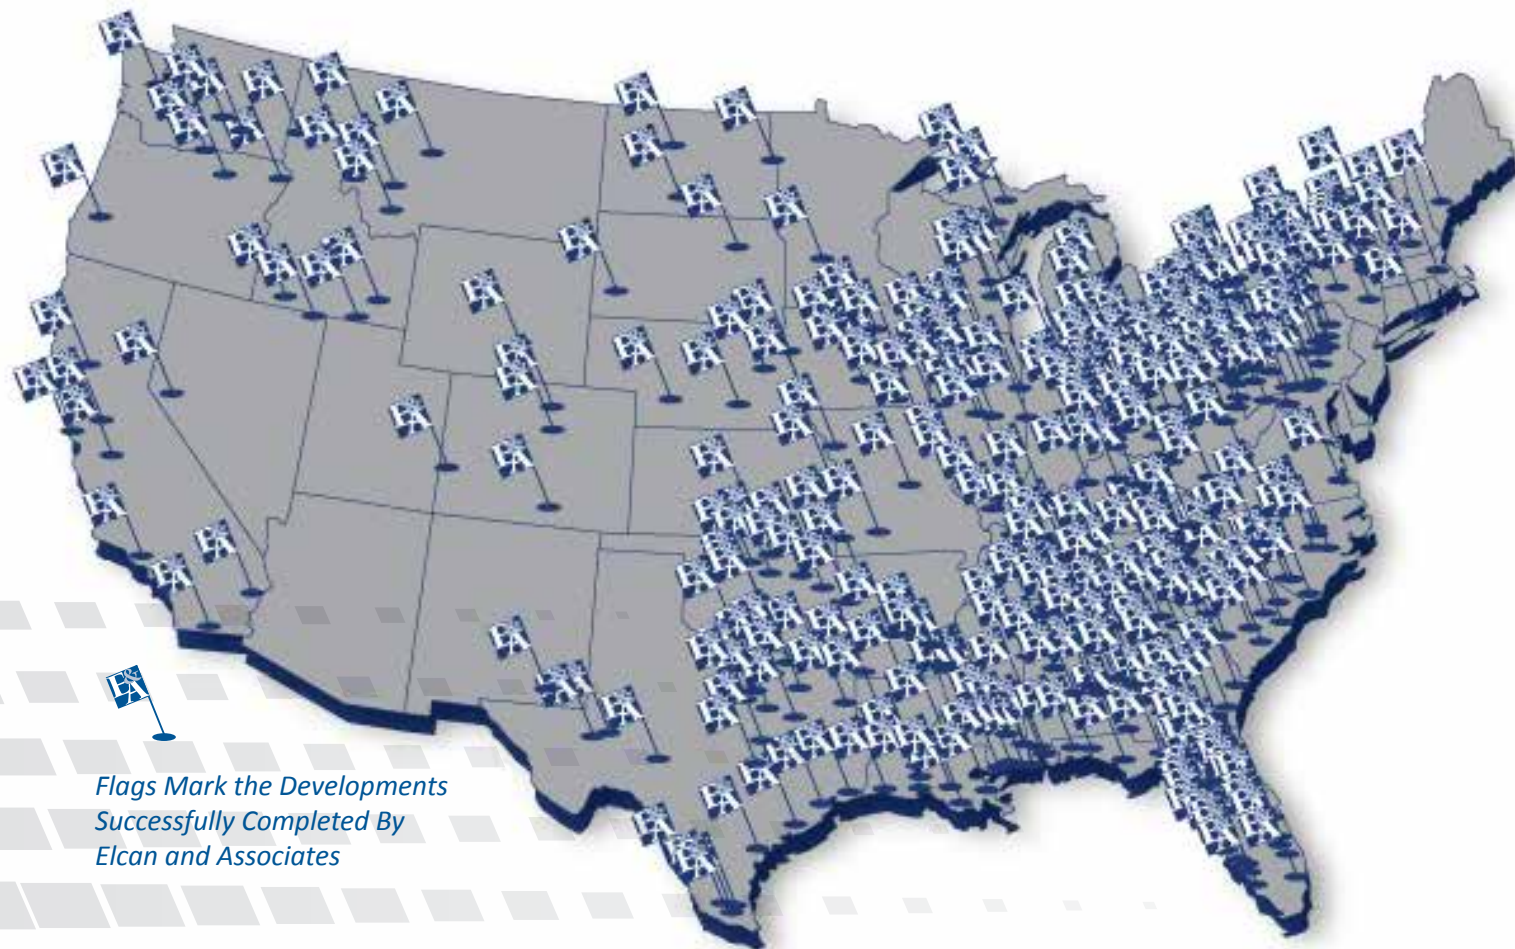 E&A
Flags Mark the Developments
Successfully Completed By
Elcan and Associates